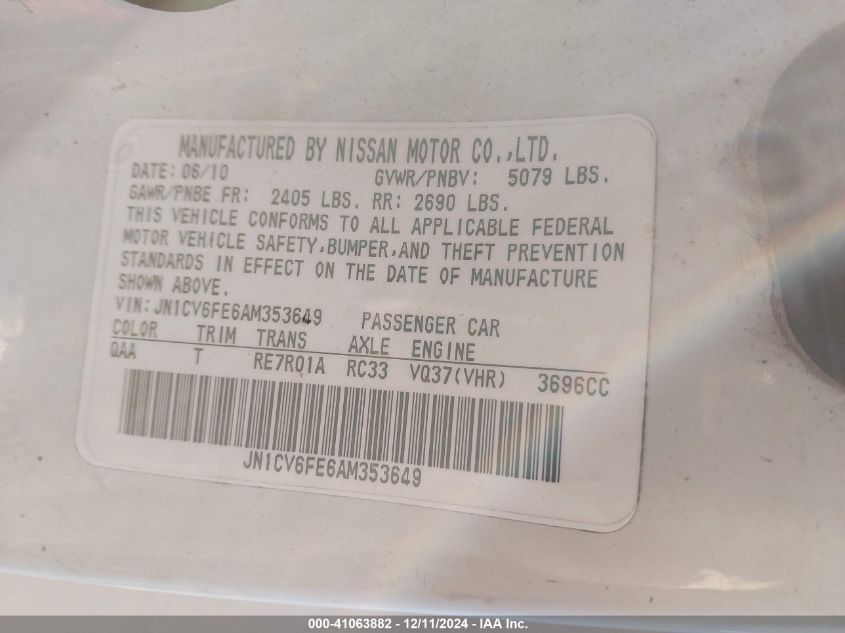 MANUFACTURED BY NISSAN MOTOR CO.,LTD.
DATE: 06/10 GVWR/PNBV: 5079 LBS.
GAWR/PNBE FR: 2405 LBS. RR: 2690 LBS.
THIS VEHICLE CONFORMS TO ALL APPLICABLE FEDERAL
MOTOR VEHICLE SAFETY,BUMPER,AND THEFT PREVENTION
STANDARDS IN EFFECT ON THE DATE OF MANUFACTURE
SHOWN ABOVE.
VIN:JN1CV6FE6AM353649 PASSENGER CAR
COLOR TRIM TRANS AXLE ENGINE
QAA T RE7R01A RC33 VQ37(VHR) 3696CC
JN1CV6FE6AM353649
000-41063882 - 12/11/2024 - IAA Inc.